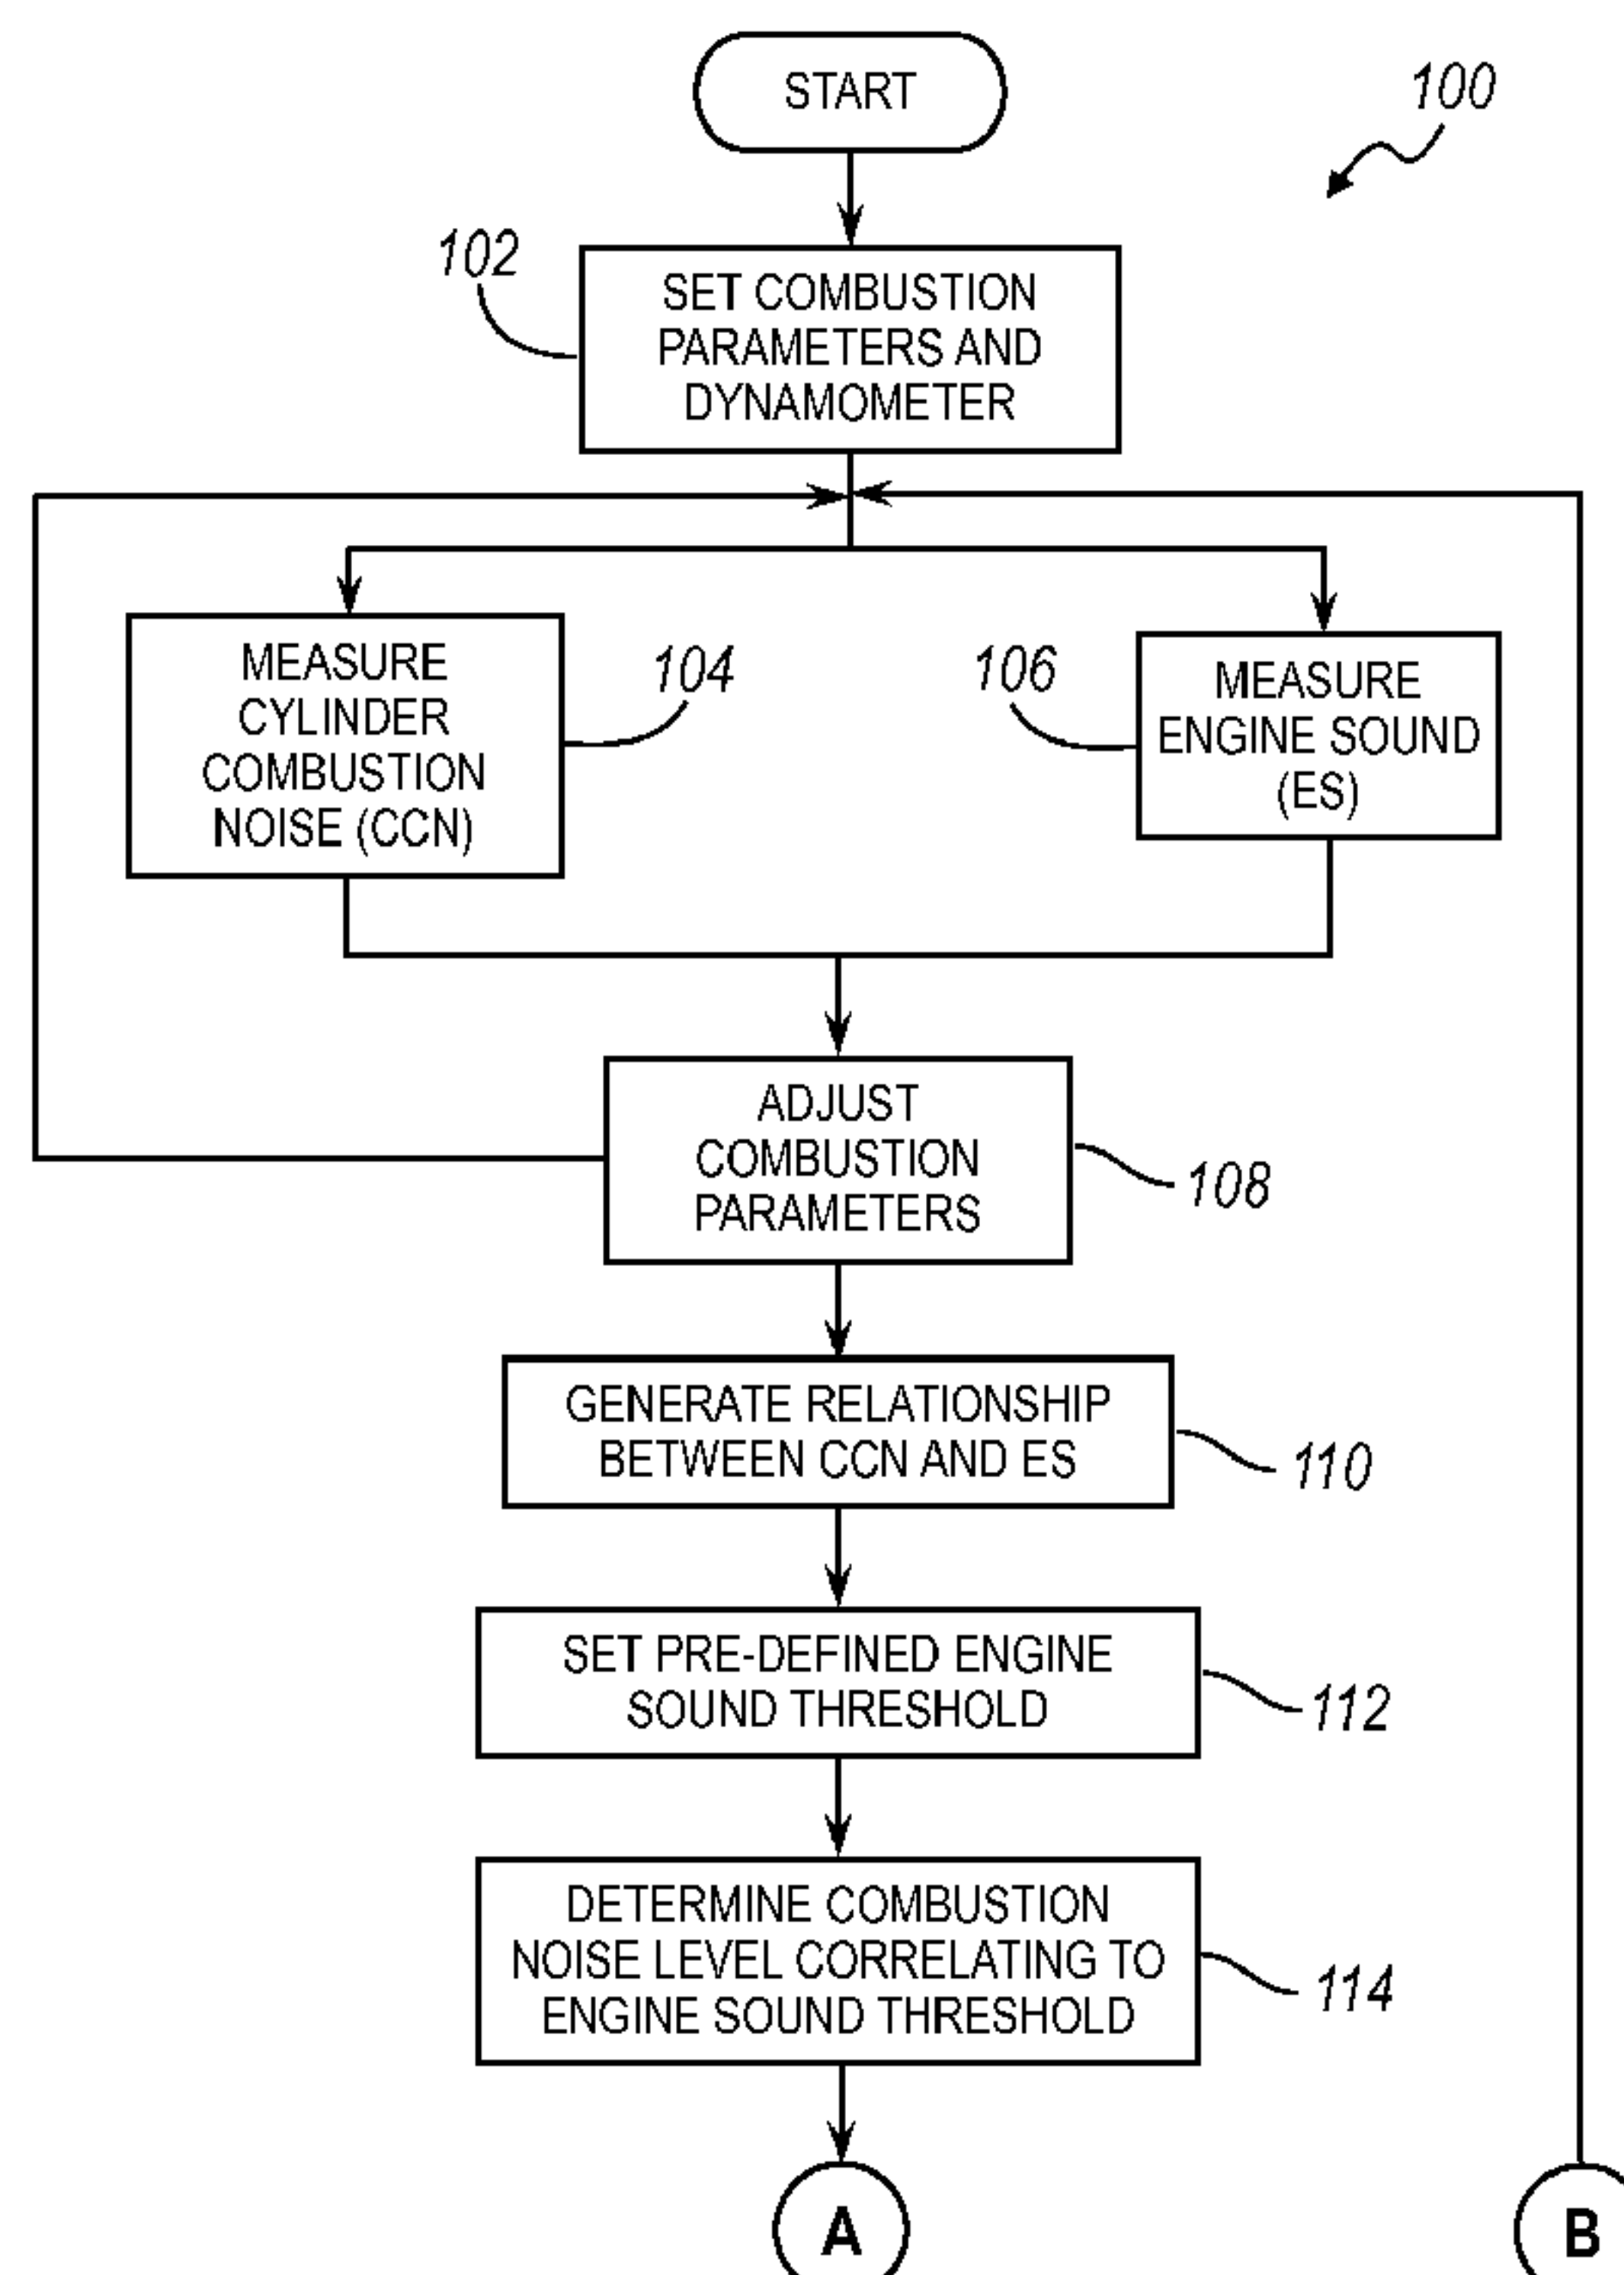 START
100
102
SET COMBUSTION
PARAMETERS AND
DYNAMOMETER
MEASURE
CYLINDER
COMBUSTION
NOISE (CCN)
104
106
MEASURE
ENGINE SOUND
(ES)
ADJUST
COMBUSTION
PARAMETERS
108
GENERATE RELATIONSHIP
BETWEEN CCN AND ES
110
SET PRE-DEFINED ENGINE
SOUND THRESHOLD
112
DETERMINE COMBUSTION
NOISE LEVEL CORRELATING TO
ENGINE SOUND THRESHOLD
114
A
B